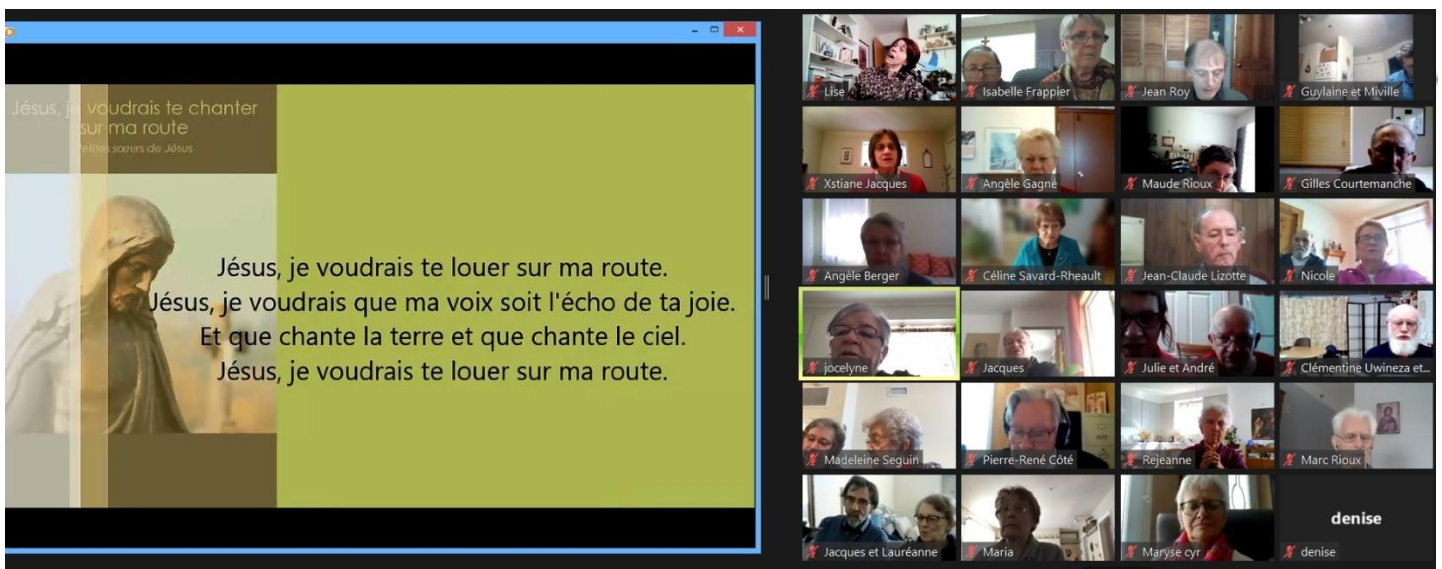 Jésus, je voudrais te chanter
sur ma route
Petites sœurs de Jésus
Jésus, je voudrais te louer sur ma route.
Jésus, je voudrais que ma voix soit l'écho de ta joie.
Et que chante la terre et que chante le ciel.
Jésus, je voudrais te louer sur ma route.
Lise
Isabelle Frappier
Jean Roy
Guylaine et Miville
Xstiane Jacques
Angèle Gagné
Maude Rioux
Gilles Courtemanche
Angèle Berger
Céline Savard-Rheault
Jean-Claude Lizotte
Nicole
jocelyne
Jacques
Julie et André
Clémentine Uwineza et...
Madeleine Seguin
Pierre-René Côté
Rejeanne
Marc Rioux
Jacques et Lauréanne
Maria
Maryse cyr
denise
denise